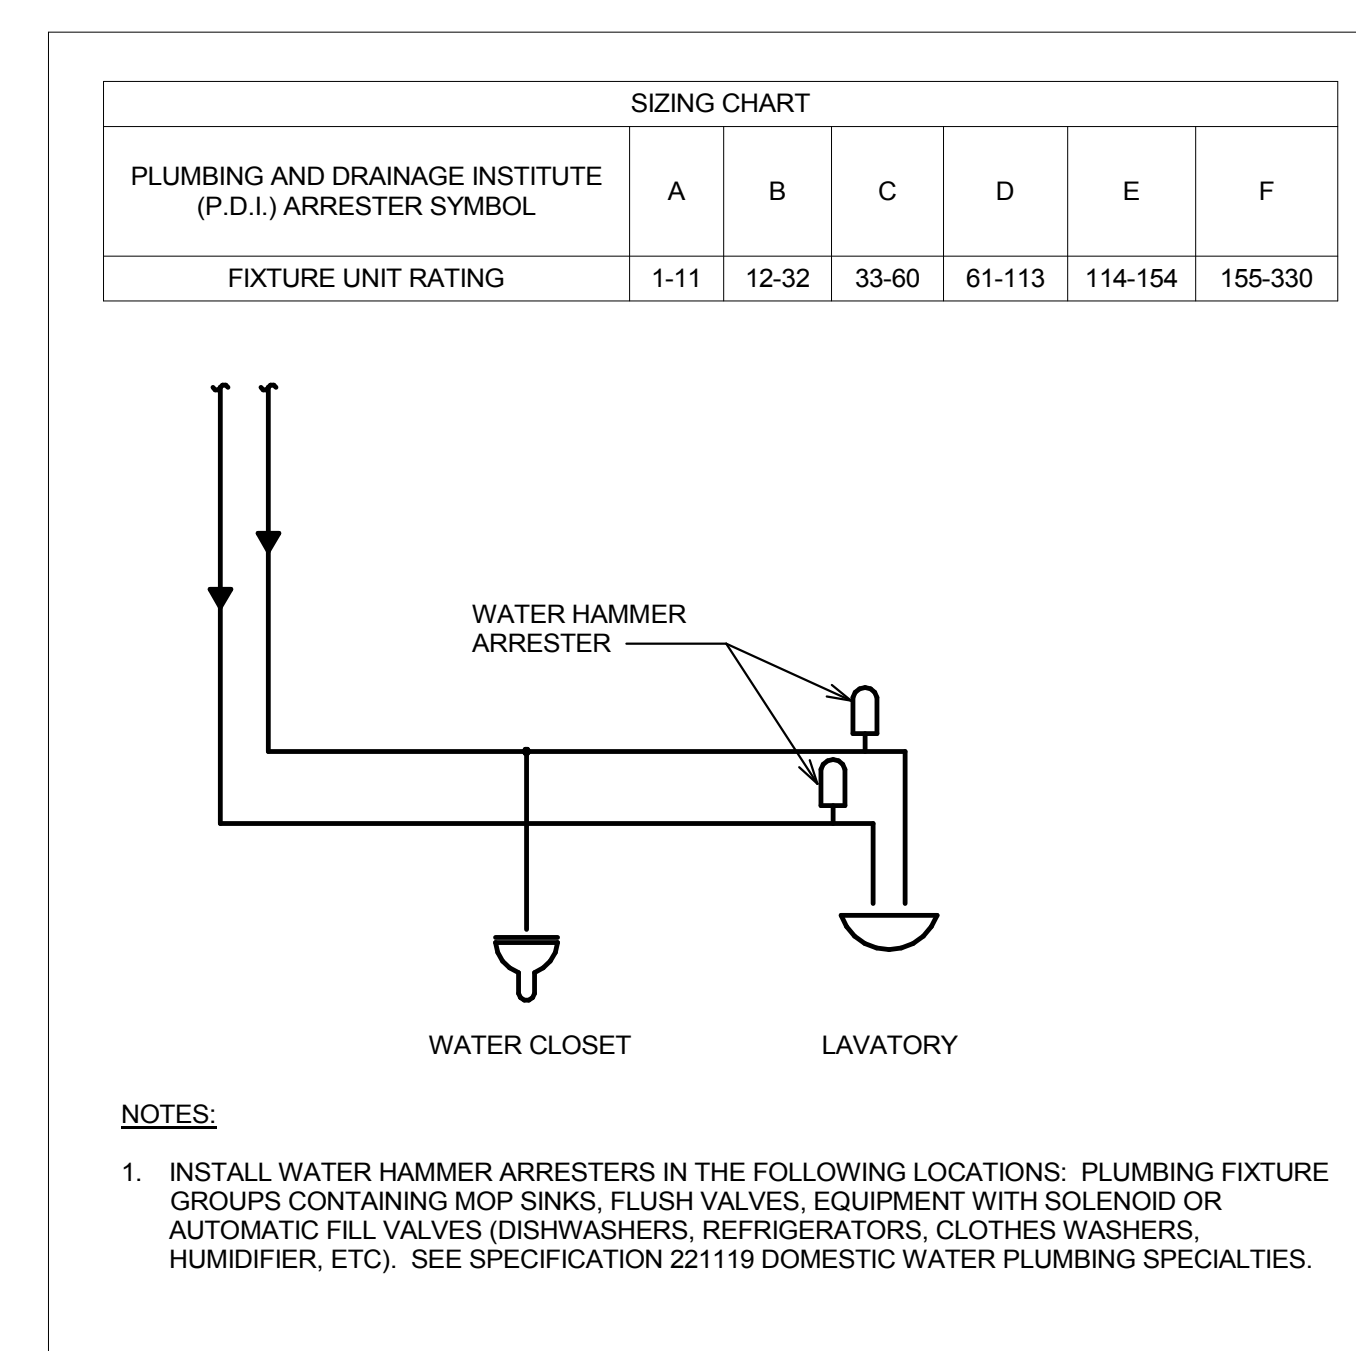 SIZING CHART
PLUMBING AND DRAINAGE INSTITUTE
(P.D.I.) ARRESTER SYMBOL
A B C D E F
FIXTURE UNIT RATING 1-11 12-32 33-60 61-113 114-154 155-330
WATER HAMMER
ARRESTER
WATER CLOSET LAVATORY
NOTES:
1. INSTALL WATER HAMMER ARRESTERS IN THE FOLLOWING LOCATIONS: PLUMBING FIXTURE
GROUPS CONTAINING MOP SINKS, FLUSH VALVES, EQUIPMENT WITH SOLENOID OR
AUTOMATIC FILL VALVES (DISHWASHERS, REFRIGERATORS, CLOTHES WASHERS,
HUMIDIFIER, ETC). SEE SPECIFICATION 221119 DOMESTIC WATER PLUMBING SPECIALTIES.